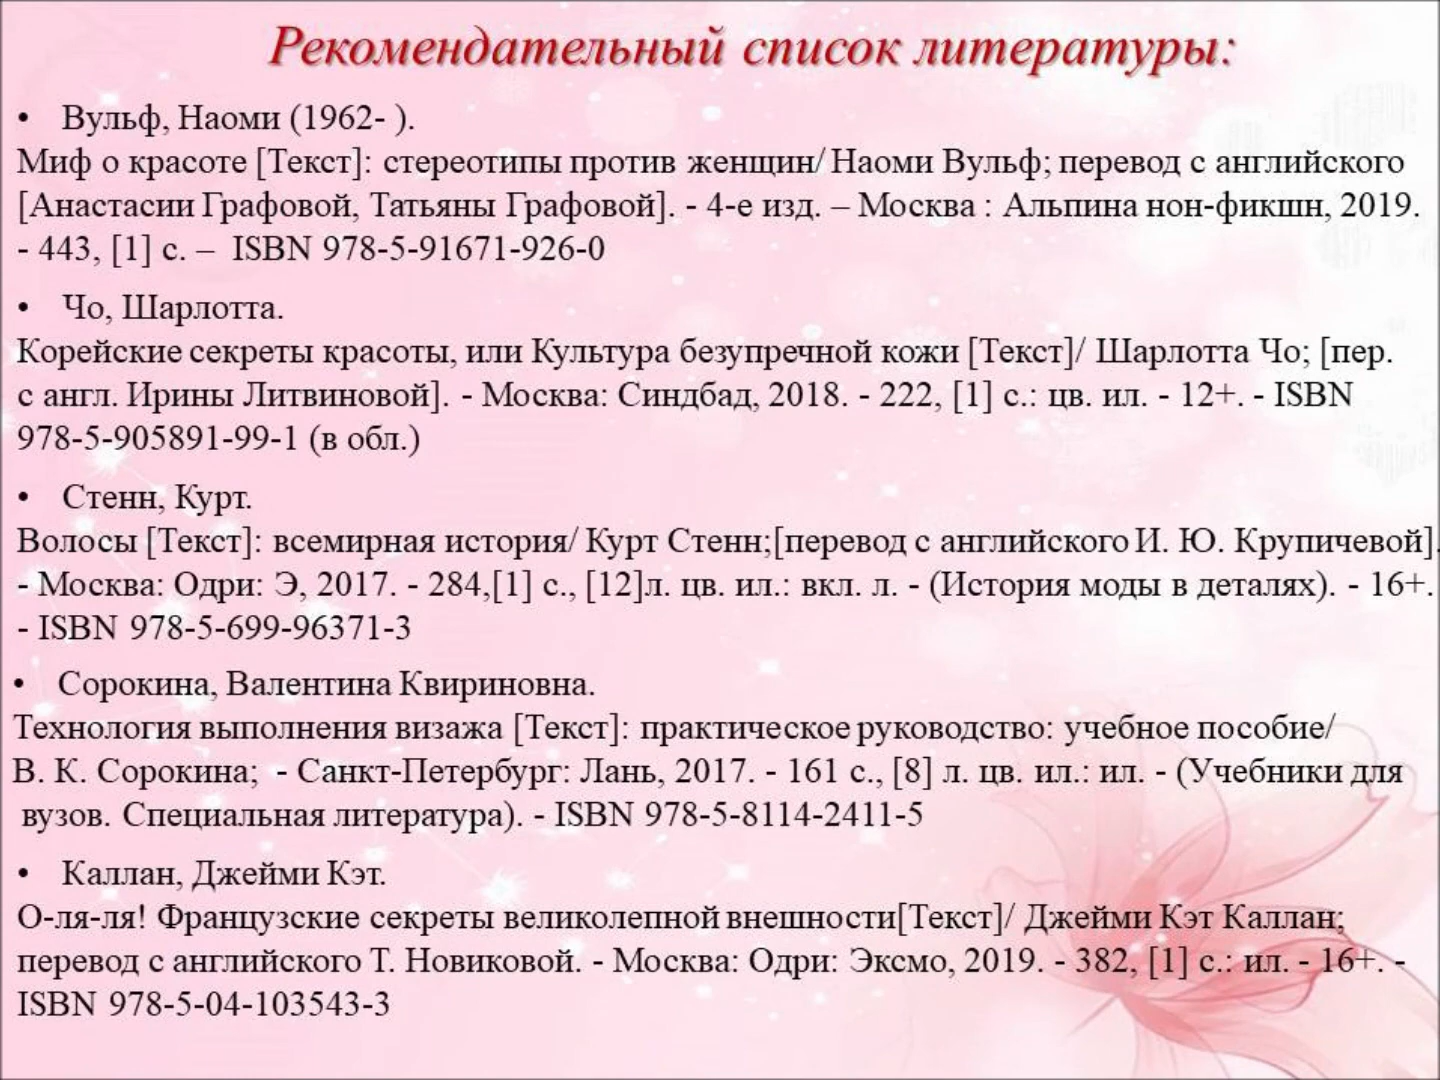 Рекомендательный список литературы:
• Вульф, Наоми (1962- ).
Миф о красоте [Текст]: стереотипы против женщин/ Наоми Вульф; перевод с английского
[Анастасии Графовой, Татьяны Графовой]. - 4-е изд. – Москва : Альпина нон-фикшн, 2019.
- 443, [1] с. – ISBN 978-5-91671-926-0
• Чо, Шарлотта.
Корейские секреты красоты, или Культура безупречной кожи [Текст]/ Шарлотта Чо; [пер.
с англ. Ирины Литвиновой]. - Москва: Синдбад, 2018. - 222, [1] с.: цв. ил. - 12+. - ISBN
978-5-905891-99-1 (в обл.)
• Стенн, Курт.
Волосы [Текст]: всемирная история/ Курт Стенн;[перевод с английского И. Ю. Крупичевой].
- Москва: Одри: Э, 2017. - 284,[1] с., [12]л. цв. ил.: вкл. л. - (История моды в деталях). - 16+.
- ISBN 978-5-699-96371-3
• Сорокина, Валентина Квириновна.
Технология выполнения визажа [Текст]: практическое руководство: учебное пособие/
В. К. Сорокина; - Санкт-Петербург: Лань, 2017. - 161 с., [8] л. цв. ил.: ил. - (Учебники для
вузов. Специальная литература). - ISBN 978-5-8114-2411-5
• Каллан, Джейми Кэт.
О-ля-ля! Французские секреты великолепной внешности[Текст]/ Джейми Кэт Каллан;
перевод с английского Т. Новиковой. - Москва: Одри: Эксмо, 2019. - 382, [1] с.: ил. - 16+. -
ISBN 978-5-04-103543-3